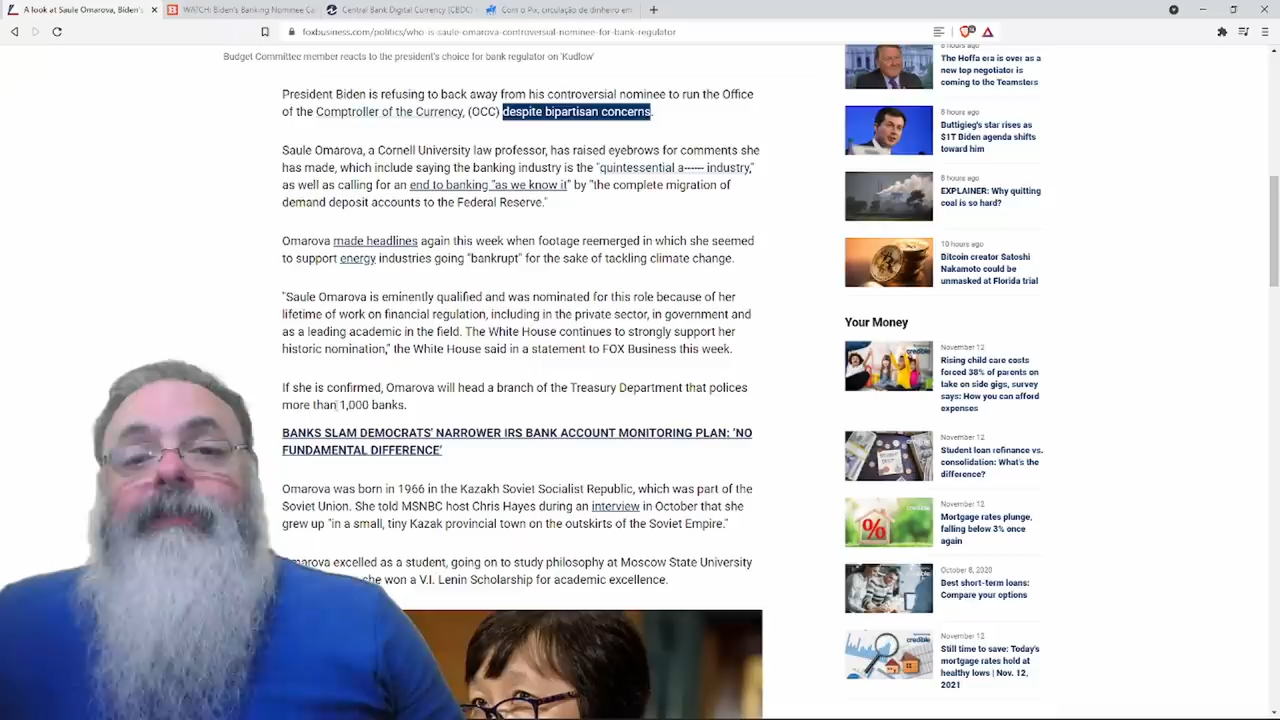 A look at Saule Omarova, Biden's
WATCH: Biden's Banking Nominee Ca
Central Bank Digital Currency (CBDC)
Com o Pix, circulação de dinheiro em
foxbusiness.com/politics/who-is-saule-omarova-controversial-nominee-for-bank-regulator
Budget Committee member reacts to the president's choice for bank regulator on 'Kudlow'
President Biden is refusing to back away from his controversial nominee to run the Office
of the Comptroller of the Currency, (OCC) despite bipartisan concerns.
Saule Omarova, a Cornell University law professor, has raised eyebrows for comments she
has made, which include saying the banking industry is the "quintessential a------ industry,"
as well as calling for an end to banking "as we know it" by "the complete migration of
demand deposit accounts to the Federal Reserve."
Omarova made headlines again this week when footage reemerged in which she seemed
to support energy industries going "bankrupt" for the sake of tackling climate change.
"Saule Omarova is eminently qualified and was nominated for this role because of her
lifetime of work on financial regulation, including in the private sector, in government and
as a leading academic in the field. The White House continues to strongly support her
historic nomination," the White House said in a statement to FOX Business this week.
If she is confirmed, Omarova will head a branch of the Treasury Department that polices
more than 1,000 banks.
BANKS SLAM DEMOCRATS' NARROWER IRS BANK ACCOUNT MONITORING PLAN: 'NO
FUNDAMENTAL DIFFERENCE'
Omarova was born in 1966 in the Kazakh Soviet Socialist Republic, which was part of the
Soviet Union. She told MSNBC host Chris Hayes during an interview in October that she
grew up "in a small, tiny Kazak provincial town on the outskirts of the Soviet Empire."
marova excelled as a student, going on to study philosophy at Moscow State University
she won a V.I. Lenin Scholarship for academic excellence.
8 hours ago
The Hoffa era is over as a
new top negotiator is
coming to the Teamsters
8 hours ago
Buttigieg's star rises as
$1T Biden agenda shifts
toward him
8 hours ago
EXPLAINER: Why quitting
coal is so hard?
10 hours ago
Bitcoin creator Satoshi
Nakamoto could be
unmasked at Florida trial
Your Money
credible
November 12
Rising child care costs
forced 38% of parents on
take on side gigs, survey
says: How you can afford
expenses
credible
November 12
Student loan refinance vs.
consolidation: What's the
difference?
credible
%
November 12
Mortgage rates plunge,
falling below 3% once
again
credible
October 8, 2020
Best short-term loans:
Compare your options
credible
November 12
Still time to save: Today's
mortgage rates hold at
healthy lows | Nov. 12,
2021